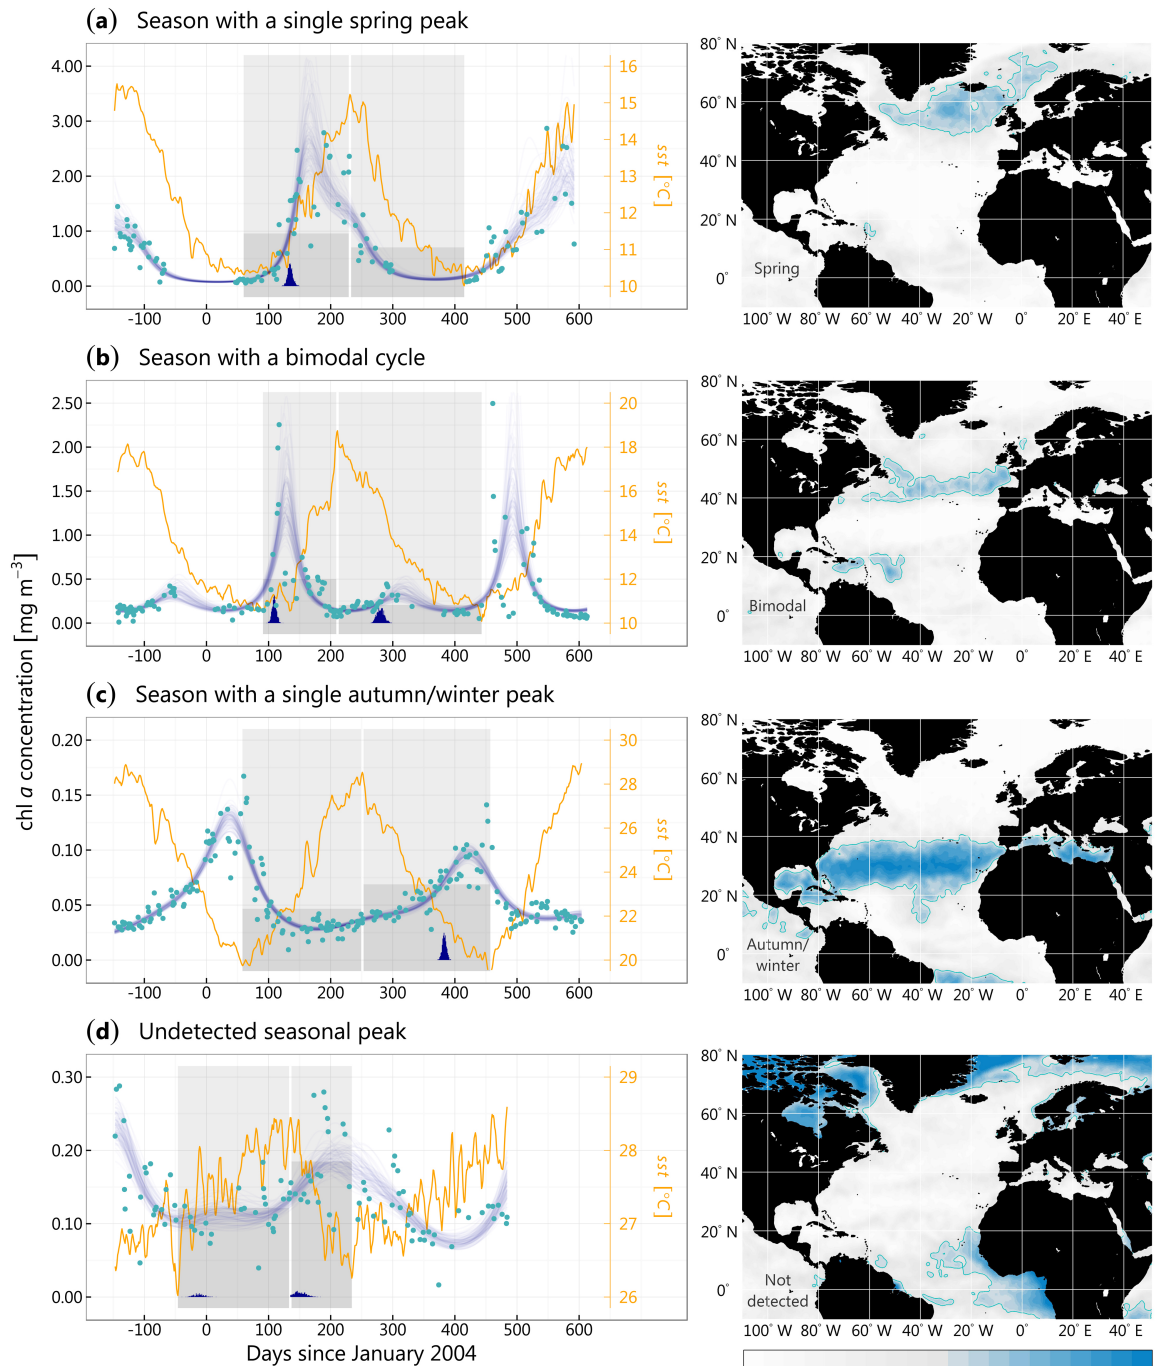 (a) Season with a single spring peak
4.00
3.00
2.00
1.00
0.00
16
15
14
13
12
11
10
sst [°C]
-100 0 100 200 300 400 500 600
80° N
60° N
40° N
20° N
0°
Spring
100° W 80° W 60° W 40° W 20° W 0° 20° E 40° E
(b) Season with a bimodal cycle
2.50
2.00
1.50
1.00
0.50
0.00
20
18
16
14
12
10
sst [°C]
-100 0 100 200 300 400 500 600
80° N
60° N
40° N
20° N
0°
Bimodal
100° W 80° W 60° W 40° W 20° W 0° 20° E 40° E
chl a concentration [mg m⁻³]
(c) Season with a single autumn/winter peak
0.20
0.15
0.10
0.05
0.00
30
28
26
24
22
20
sst [°C]
-100 0 100 200 300 400 500 600
80° N
60° N
40° N
20° N
0°
Autumn/
winter
100° W 80° W 60° W 40° W 20° W 0° 20° E 40° E
(d) Undetected seasonal peak
0.30
0.20
0.10
0.00
29
28
27
26
sst [°C]
-100 0 100 200 300 400 500 600
Days since January 2004
80° N
60° N
40° N
20° N
0°
Not
detected
100° W 80° W 60° W 40° W 20° W 0° 20° E 40° E